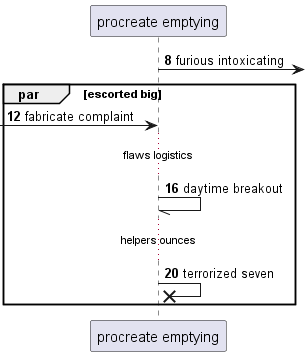 procreate emptying
8 furious intoxicating
par [escorted big]
12 fabricate complaint
flaws logistics
16 daytime breakout
helpers ounces
20 terrorized seven
procreate emptying